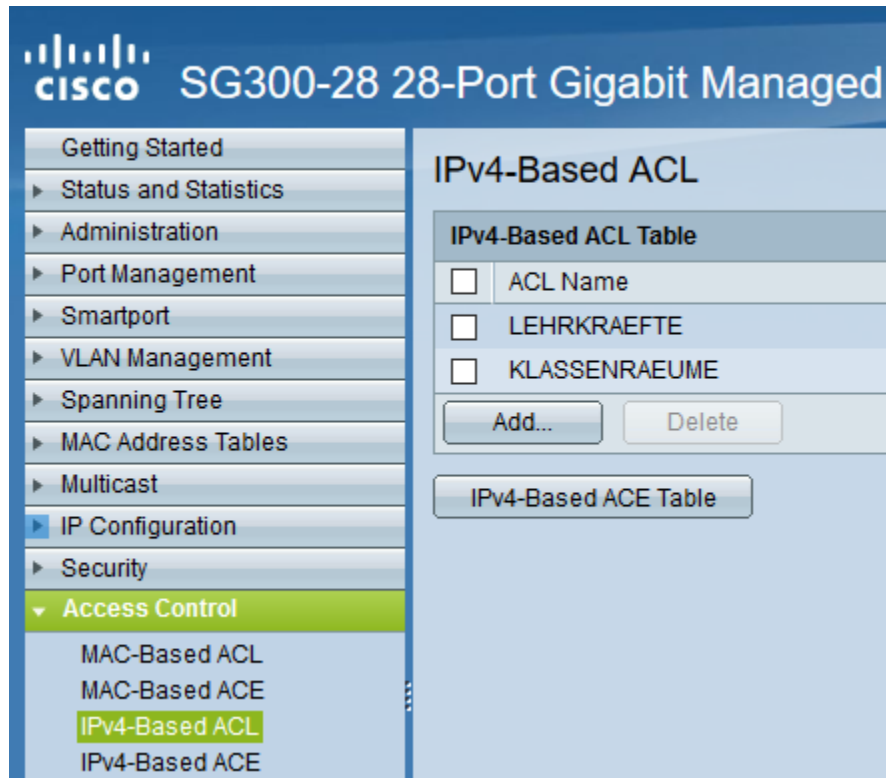 CISCO
SG300-28 28-Port Gigabit Managed
Getting Started
Status and Statistics
Administration
Port Management
Smartport
VLAN Management
Spanning Tree
MAC Address Tables
Multicast
IP Configuration
Security
Access Control
MAC-Based ACL
MAC-Based ACE
IPv4-Based ACL
IPv4-Based ACE
IPv4-Based ACL
IPv4-Based ACL Table
ACL Name
LEHRKRAEFTE
KLASSENRAEUME
Add... Delete
IPv4-Based ACE Table